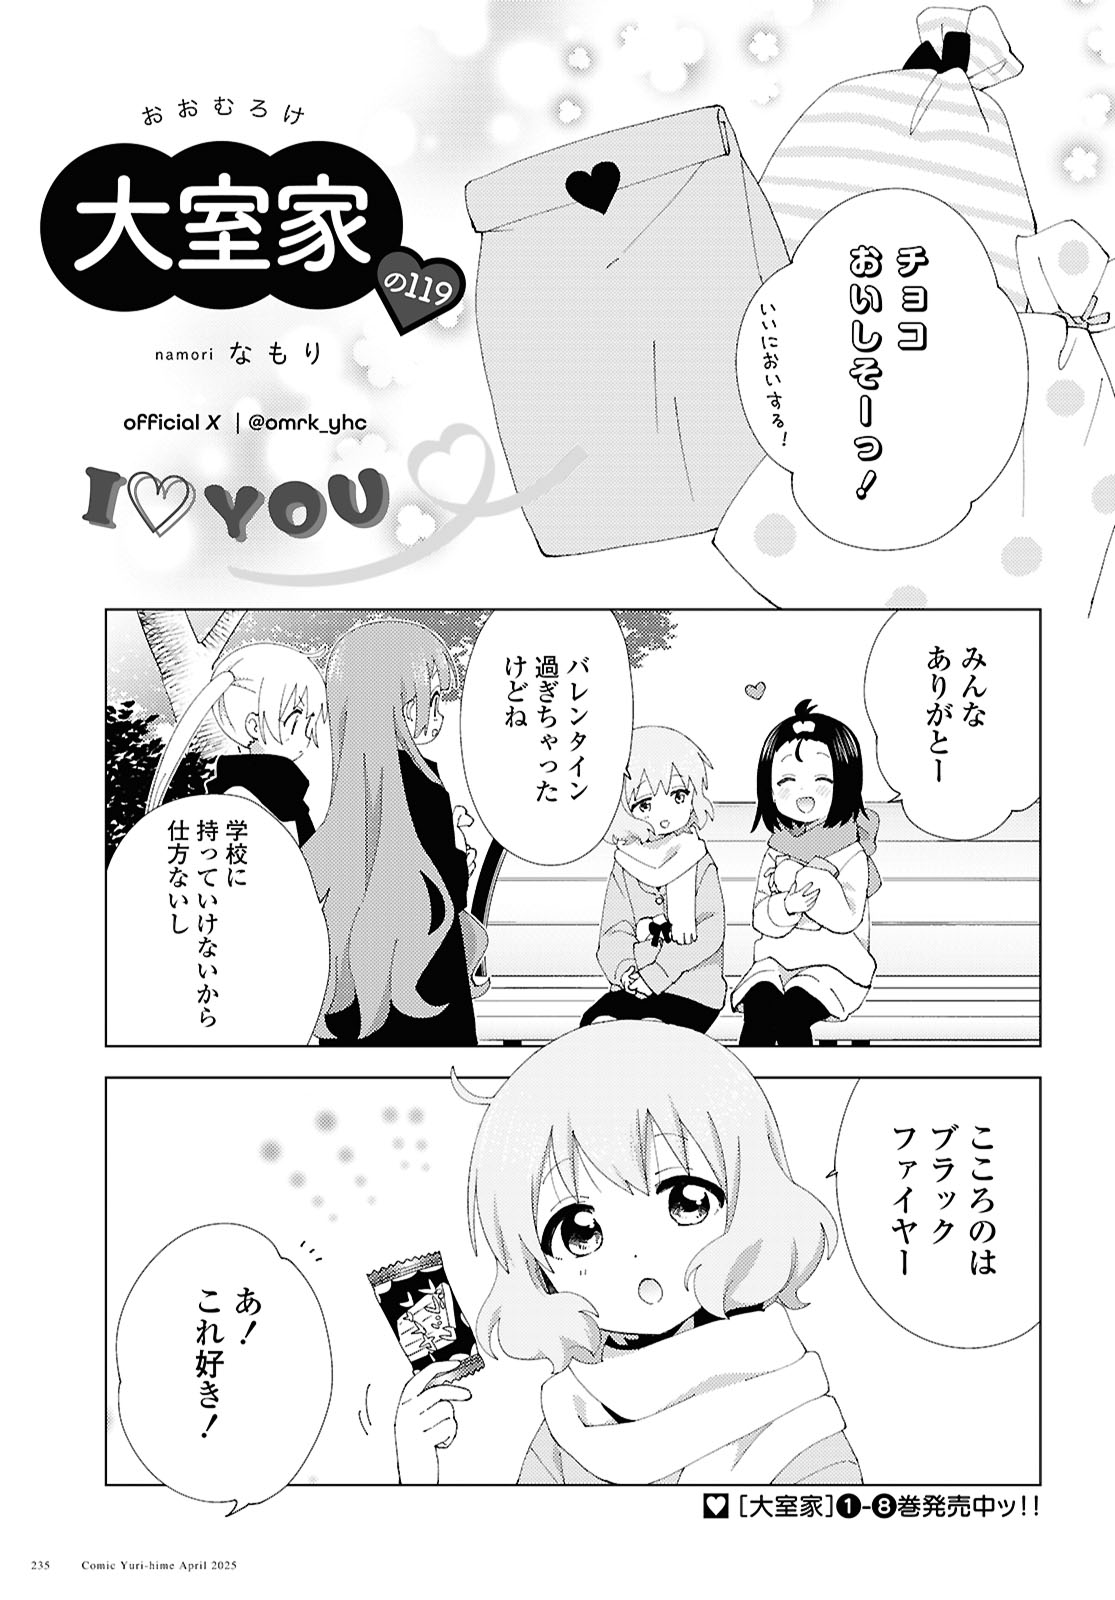 おおむろけ
大室家
の119
namori なもり
official X | @omrk_yhc
I♡YOU
チョコ
おいしそーっ!
いいにおいする!
みんな
ありがとー
バレンタイン
過ぎちゃった
けどね
学校に
持っていけないから
仕方ないし
こころのは
ブラック
ファイヤー
あ!
これ好き!
[大室家]❶-❽巻発売中ッ!!
235 Comic Yuri-hime April 2025